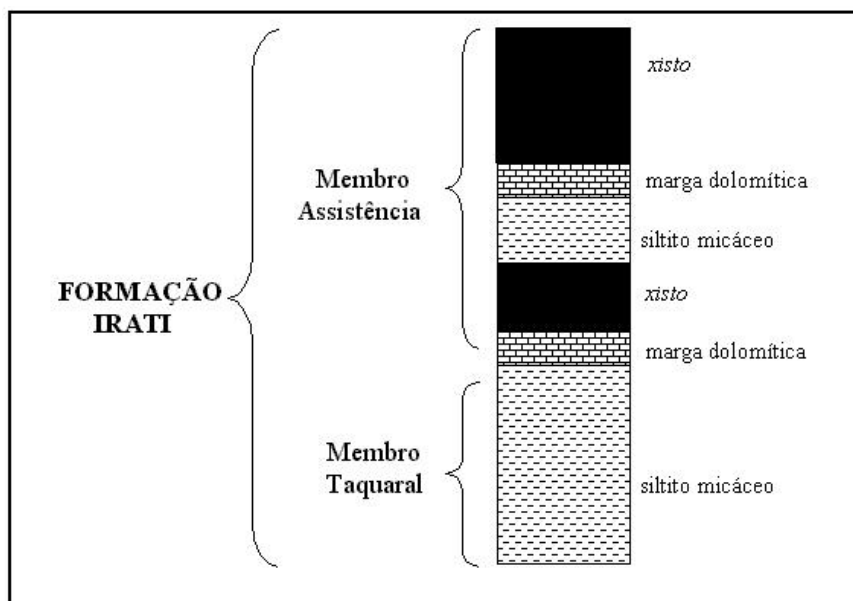 xisto
marga dolomítica
Membro
Assistência
siltito micáceo
FORMAÇÃO
IRATI
xisto
marga dolomítica
Membro
Taquaral
siltito micáceo